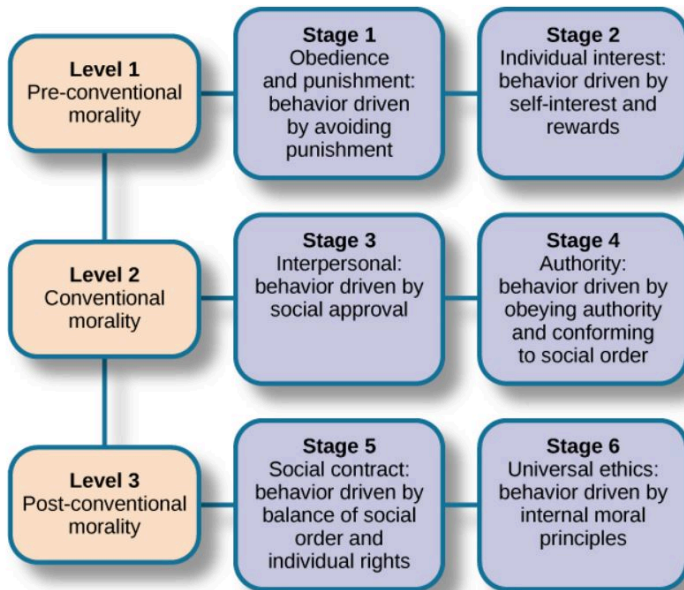 Level 1
Pre-conventional
morality
Stage 1
Obedience
and punishment:
behavior driven
by avoiding
punishment
Stage 2
Individual interest:
behavior driven by
self-interest and
rewards
Level 2
Conventional
morality
Stage 3
Interpersonal:
behavior driven by
social approval
Stage 4
Authority:
behavior driven by
obeying authority
and conforming
to social order
Level 3
Post-conventional
morality
Stage 5
Social contract:
behavior driven by
balance of social
order and
individual rights
Stage 6
Universal ethics:
behavior driven by
internal moral
principles